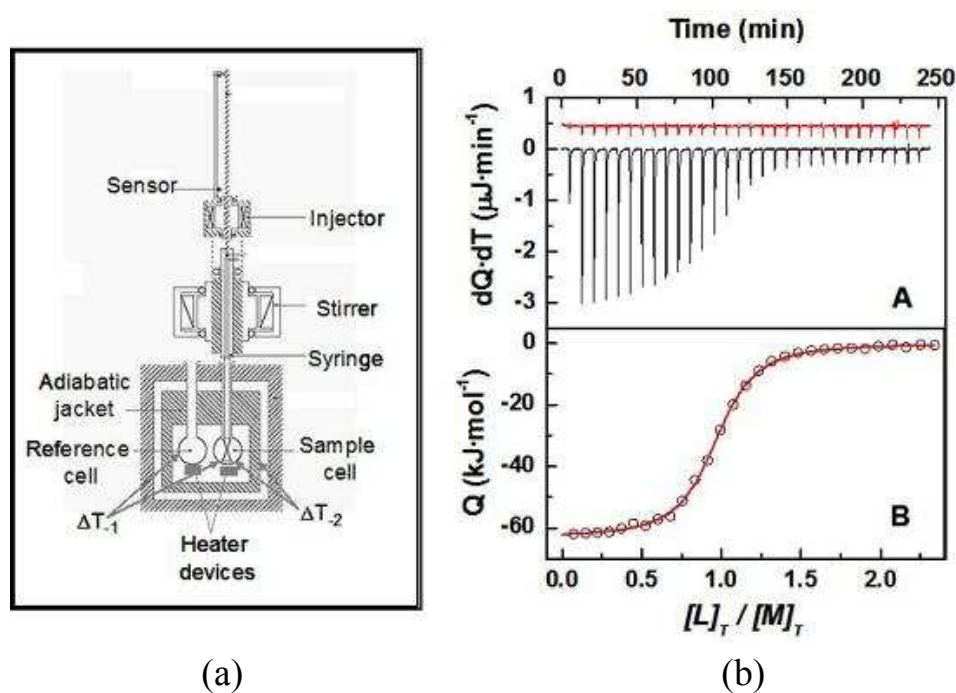 Sensor
Injector
Stirrer
Syringe
Adiabatic
jacket
Reference
cell
Sample
cell
ΔT-1
ΔT-2
Heater
devices
(a)
Time (min)
0 50 100 150 200 250
1
0
-1
-2
-3
dQ·dT (µJ·min⁻¹)
A
0
-20
-40
-60
Q (kJ·mol⁻¹)
B
0.0 0.5 1.0 1.5 2.0
[L]T / [M]T
(b)